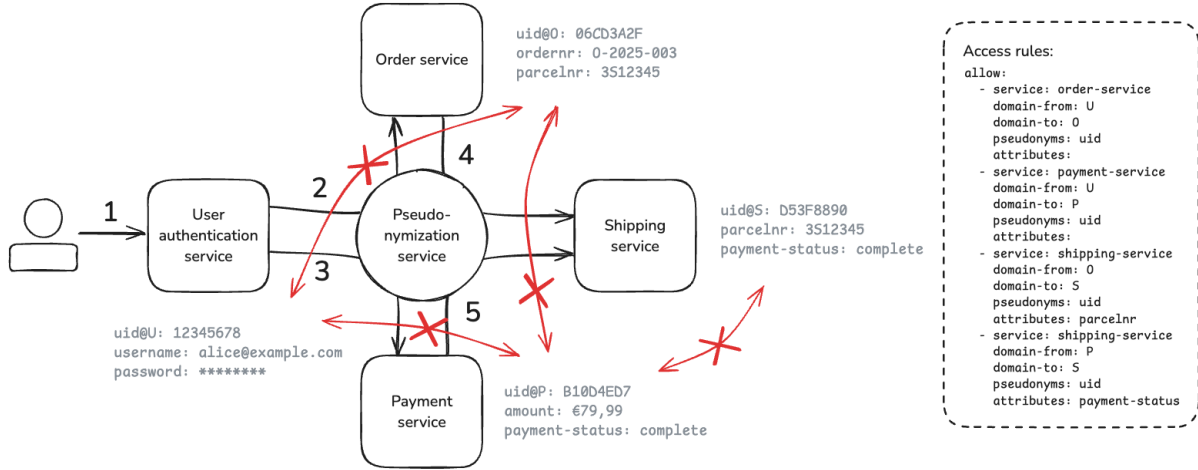 uid@O: 06CD3A2F
ordernr: O-2025-003
parcelnr: 3S12345
Order service
4
1
2
3
User
authentication
service
Pseudo-
nymization
service
Shipping
service
uid@S: D53F8890
parcelnr: 3S12345
payment-status: complete
5
uid@U: 12345678
username: alice@example.com
password: ********
Payment
service
uid@P: B10D4ED7
amount: €79,99
payment-status: complete
Access rules:
allow:
- service: order-service
domain-from: U
domain-to: O
pseudonyms: uid
attributes:
- service: payment-service
domain-from: U
domain-to: P
pseudonyms: uid
attributes:
- service: shipping-service
domain-from: O
domain-to: S
pseudonyms: uid
attributes: parcelnr
- service: shipping-service
domain-from: P
domain-to: S
pseudonyms: uid
attributes: payment-status